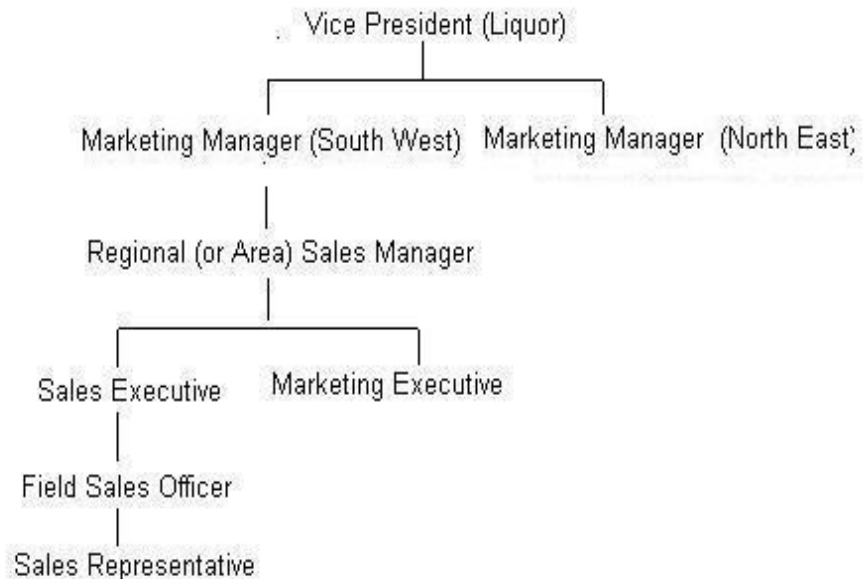 Vice President (Liquor)
Marketing Manager (South West) Marketing Manager (North East)
Regional (or Area) Sales Manager
Sales Executive Marketing Executive
Field Sales Officer
Sales Representative